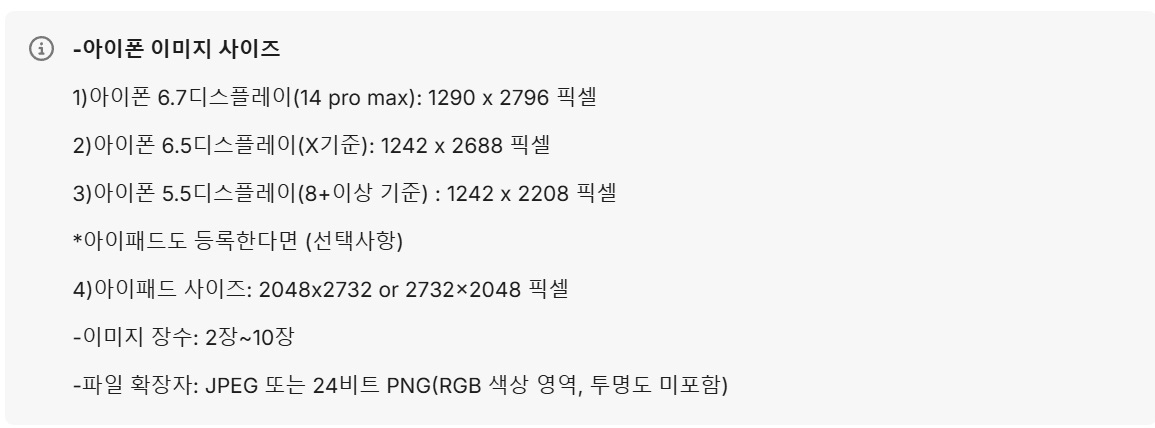 -아이폰 이미지 사이즈
1)아이폰 6.7디스플레이(14 pro max): 1290 x 2796 픽셀
2)아이폰 6.5디스플레이(X기준): 1242 x 2688 픽셀
3)아이폰 5.5디스플레이(8+이상 기준) : 1242 x 2208 픽셀
*아이패드도 등록한다면 (선택사항)
4)아이패드 사이즈: 2048x2732 or 2732×2048 픽셀
-이미지 장수: 2장~10장
-파일 확장자: JPEG 또는 24비트 PNG(RGB 색상 영역, 투명도 미포함)